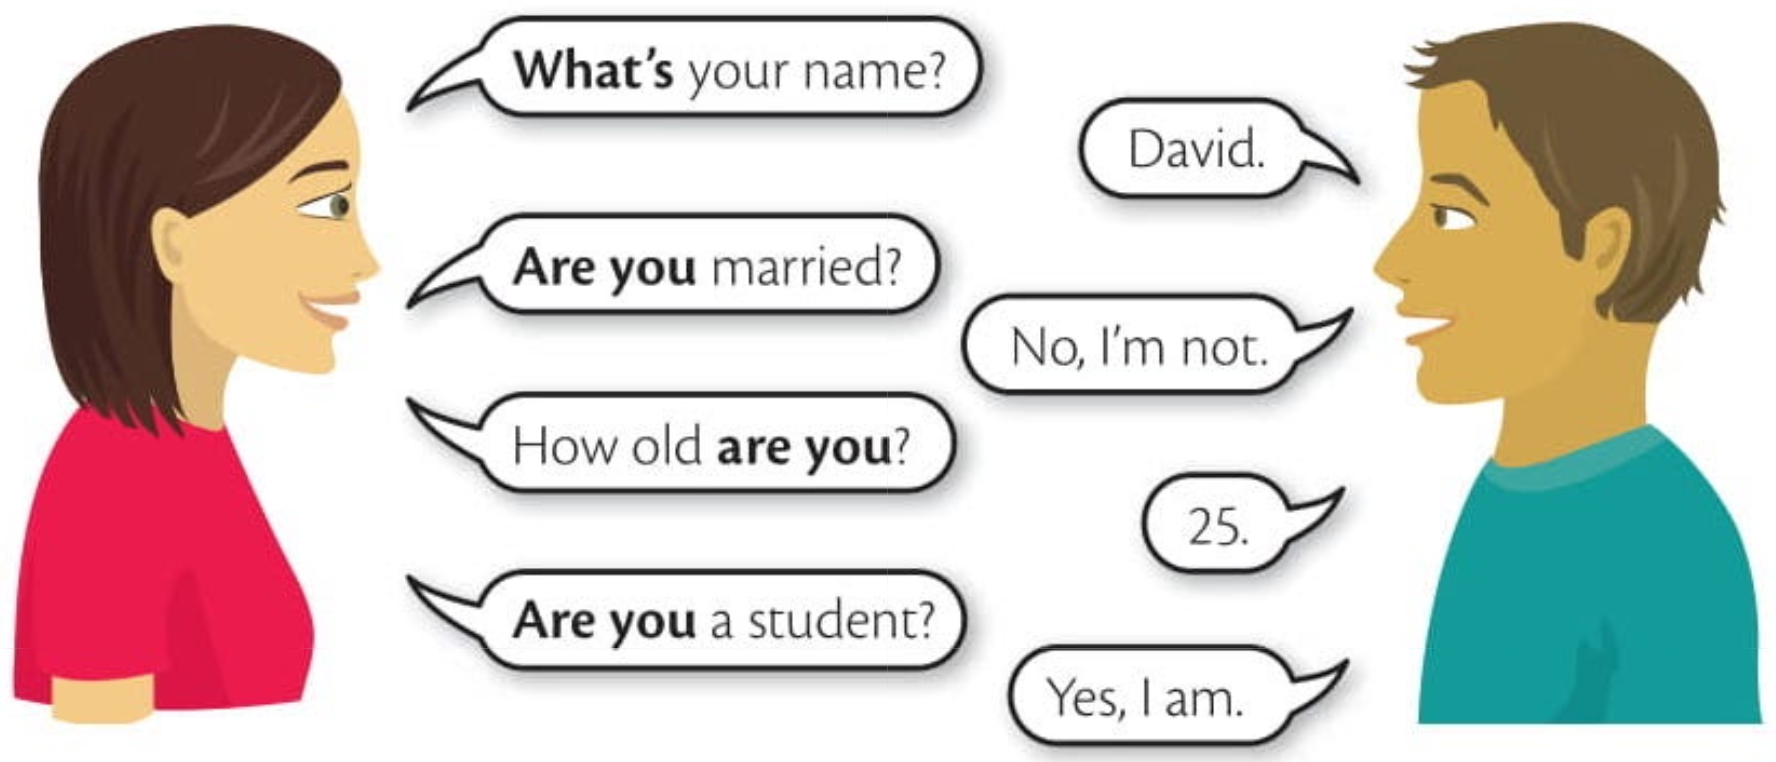 What's your name?
David.
Are you married?
No, I'm not.
How old are you?
25.
Are you a student?
Yes, I am.